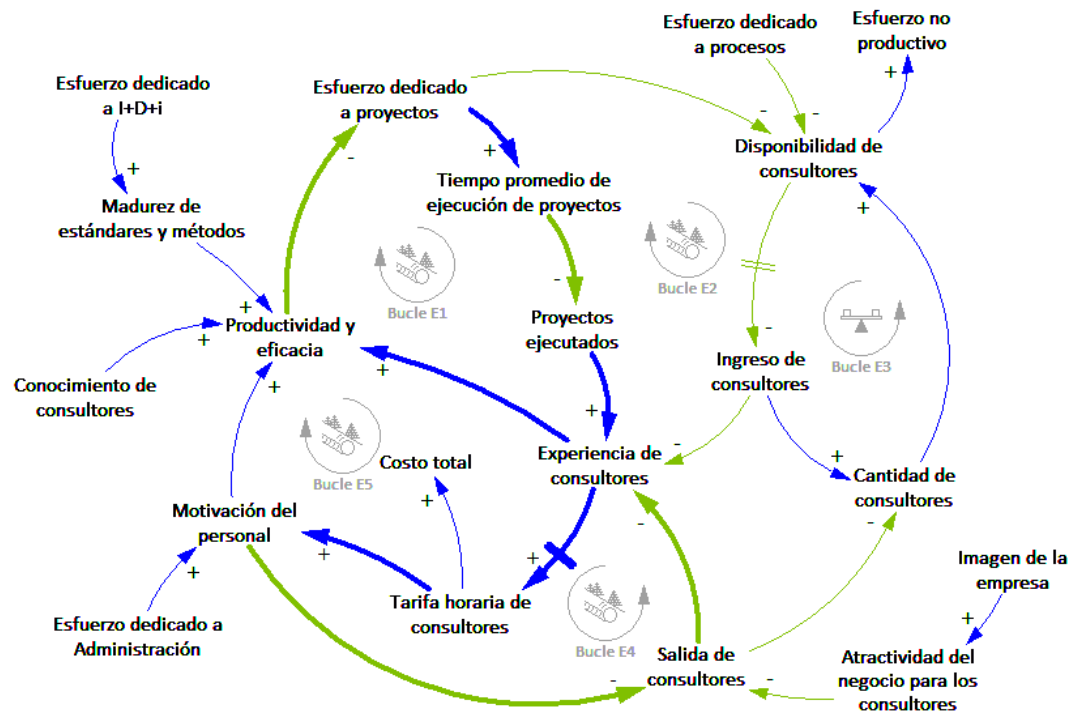 Esfuerzo dedicado
a procesos
Esfuerzo no
productivo
Esfuerzo dedicado
a I+D+i
Esfuerzo dedicado
a proyectos
+
-
-
+
-
+
Disponibilidad de
consultores
Tiempo promedio de
ejecución de proyectos
Madurez de
estándares y métodos
+
Bucle E1
Bucle E2
-
+
Proyectos
ejecutados
Productividad y
eficacia
+
-
Ingreso de
consultores
Bucle E3
+
+
Conocimiento de
consultores
+
Experiencia de
consultores
-
+
Costo total
Bucle E5
Cantidad de
consultores
+
-
-
Motivación del
personal
+
+
Imagen de la
empresa
+
Tarifa horaria de
consultores
+
Esfuerzo dedicado a
Administración
Bucle E4
Salida de
consultores
-
-
Atractividad del
negocio para los
consultores